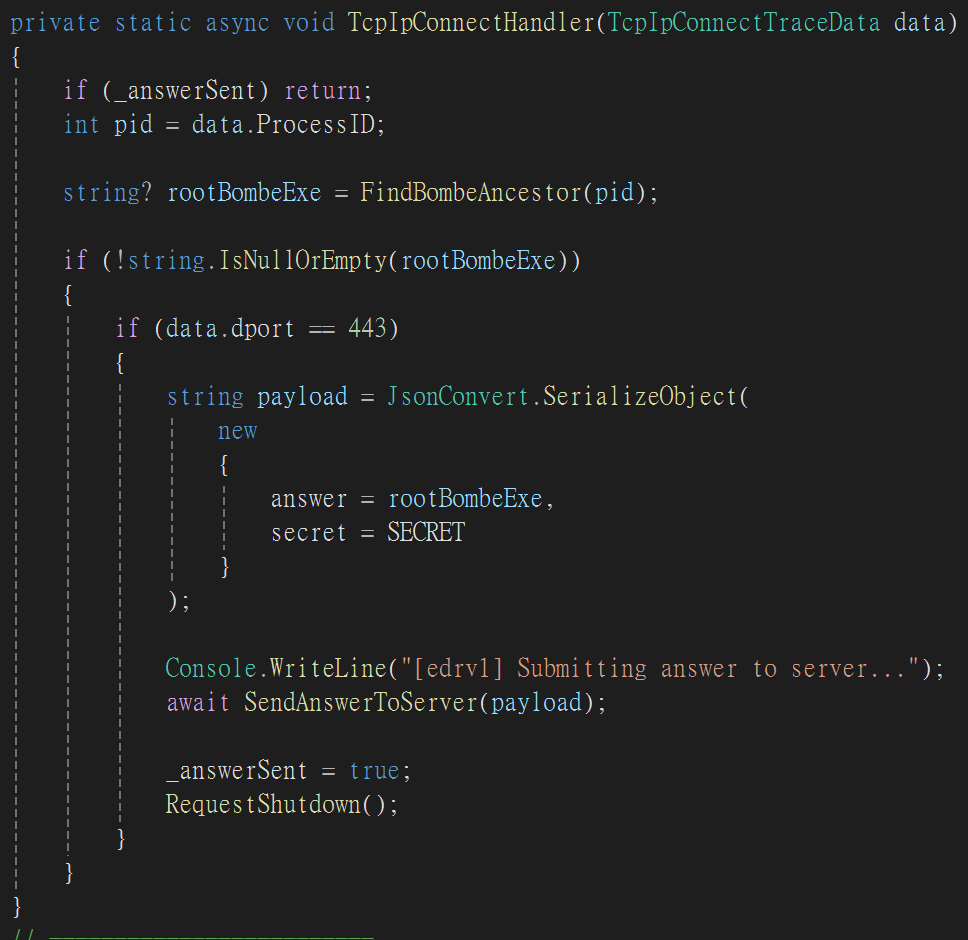 private static async void TcpIpConnectHandler(TcpIpConnectTraceData data)
{
if (_answerSent) return;
int pid = data.ProcessID;
string? rootBombeExe = FindBombeAncestor(pid);
if (!string.IsNullOrEmpty(rootBombeExe))
{
if (data.dport == 443)
{
string payload = JsonConvert.SerializeObject(
new
{
answer = rootBombeExe,
secret = SECRET
}
);
Console.WriteLine("[edrv1] Submitting answer to server...");
await SendAnswerToServer(payload);
_answerSent = true;
RequestShutdown();
}
}
}